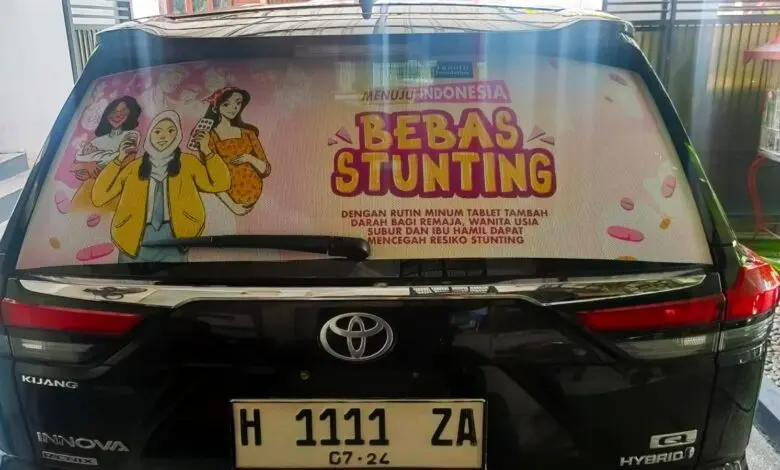 MENUJU INDONESIA
BEBAS
STUNTING
DENGAN RUTIN MINUM TABLET TAMBAH
DARAH BAGI REMAJA, WANITA USIA
SUBUR DAN IBU HAMIL DAPAT
MENCEGAH RESIKO STUNTING
KIJANG
INNOVA
ZENIX
H 1111 ZA
07·24
Q
HYBRID